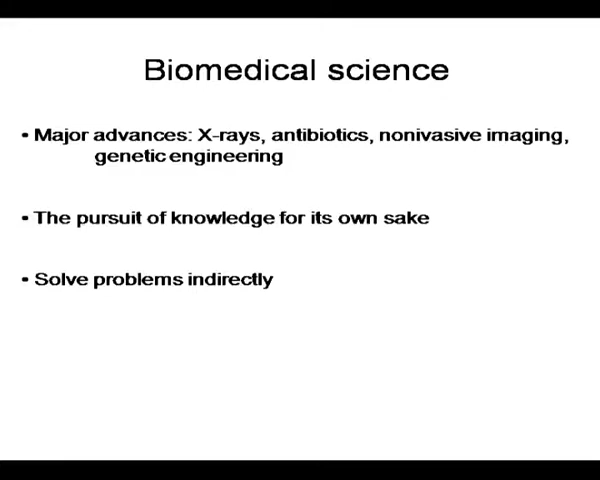 Biomedical science
• Major advances: X-rays, antibiotics, nonivasive imaging,
genetic engineering
• The pursuit of knowledge for its own sake
• Solve problems indirectly